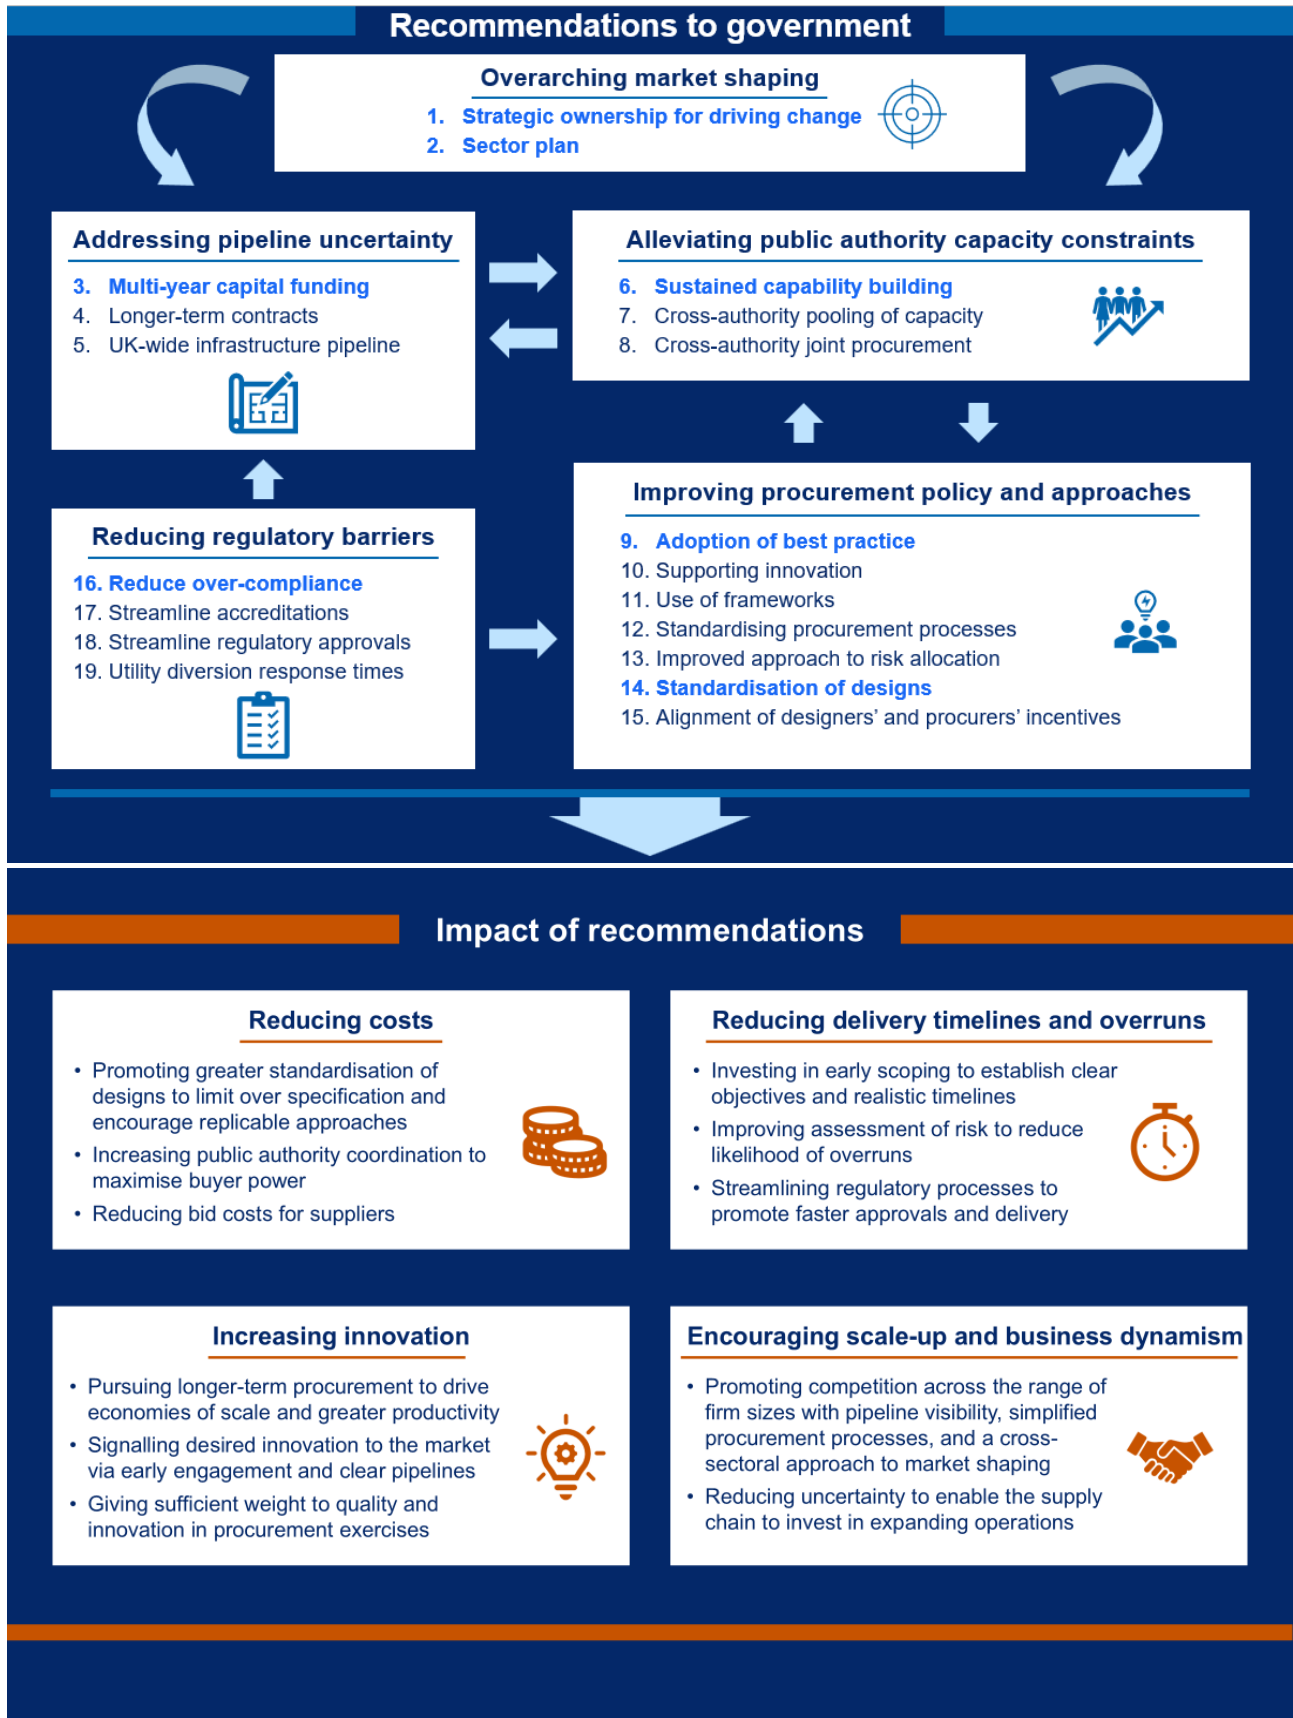 Recommendations to government
Overarching market shaping
1. Strategic ownership for driving change
2. Sector plan
Addressing pipeline uncertainty
3. Multi-year capital funding
4. Longer-term contracts
5. UK-wide infrastructure pipeline
Alleviating public authority capacity constraints
6. Sustained capability building
7. Cross-authority pooling of capacity
8. Cross-authority joint procurement
Reducing regulatory barriers
16. Reduce over-compliance
17. Streamline accreditations
18. Streamline regulatory approvals
19. Utility diversion response times
Improving procurement policy and approaches
9. Adoption of best practice
10. Supporting innovation
11. Use of frameworks
12. Standardising procurement processes
13. Improved approach to risk allocation
14. Standardisation of designs
15. Alignment of designers’ and procurers’ incentives
Impact of recommendations
Reducing costs
• Promoting greater standardisation of
designs to limit over specification and
encourage replicable approaches
• Increasing public authority coordination to
maximise buyer power
• Reducing bid costs for suppliers
Reducing delivery timelines and overruns
• Investing in early scoping to establish clear
objectives and realistic timelines
• Improving assessment of risk to reduce
likelihood of overruns
• Streamlining regulatory processes to
promote faster approvals and delivery
Increasing innovation
• Pursuing longer-term procurement to drive
economies of scale and greater productivity
• Signalling desired innovation to the market
via early engagement and clear pipelines
• Giving sufficient weight to quality and
innovation in procurement exercises
Encouraging scale-up and business dynamism
• Promoting competition across the range of
firm sizes with pipeline visibility, simplified
procurement processes, and a cross-
sectoral approach to market shaping
• Reducing uncertainty to enable the supply
chain to invest in expanding operations